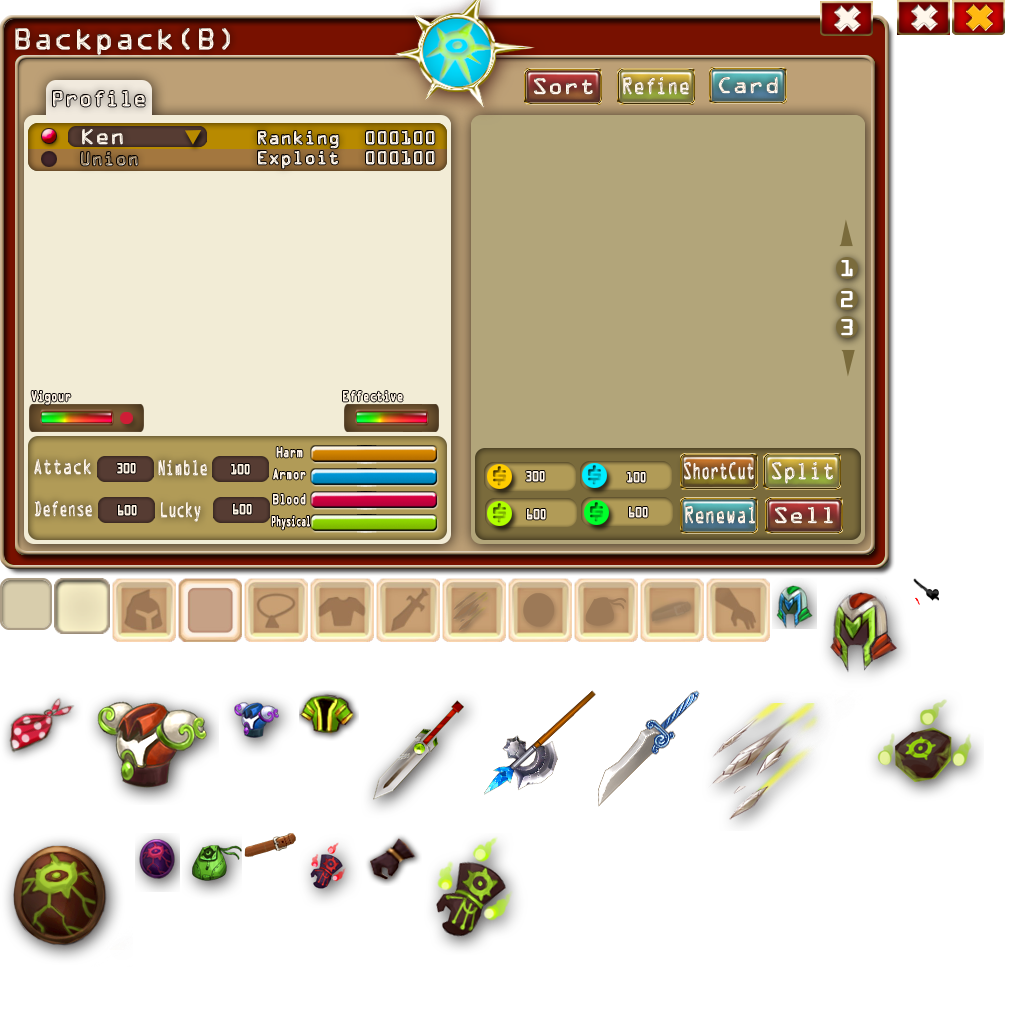 Backpack(B)
Sort Refine Card
Profile
Ken Ranking 000100
Union Exploit 000100
1
2
3
Vigour Effective
Attack 300 Nimble 100
Defense 600 Lucky 600
Harm
Armor
Blood
Physical
300 100 ShortCut Split
600 600 Renewal Sell